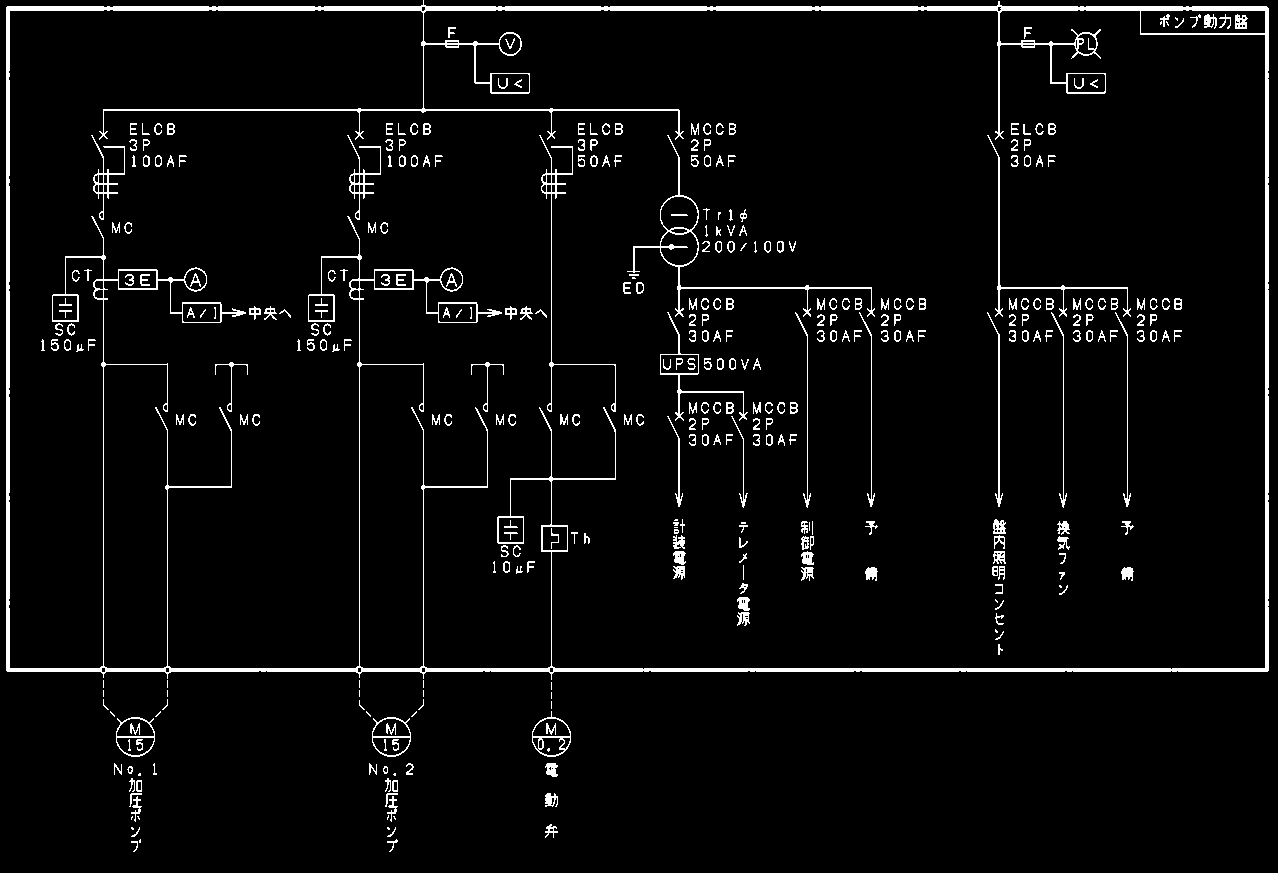 ポンプ動力盤
F
V
U<
F
PL
U<
ELCB
3P
100AF
ELCB
3P
100AF
ELCB
3P
50AF
MCCB
2P
50AF
ELCB
2P
30AF
MC
MC
Tr1φ
1kVA
200/100V
ED
CT
3E
A
A/I
中央へ
SC
150μF
CT
3E
A
A/I
中央へ
SC
150μF
MCCB
2P
30AF
MCCB
2P
30AF
MCCB
2P
30AF
MCCB
2P
30AF
MCCB
2P
30AF
MCCB
2P
30AF
UPS
500VA
MC
MC
MC
MC
MC
MC
MCCB
2P
30AF
MCCB
2P
30AF
SC
10μF
Th
計装電源
テレメータ電源
制御電源
予備
盤内照明コンセント
換気ファン
予備
M
15
No.1
加圧ポンプ
M
15
No.2
加圧ポンプ
M
0.2
電動弁